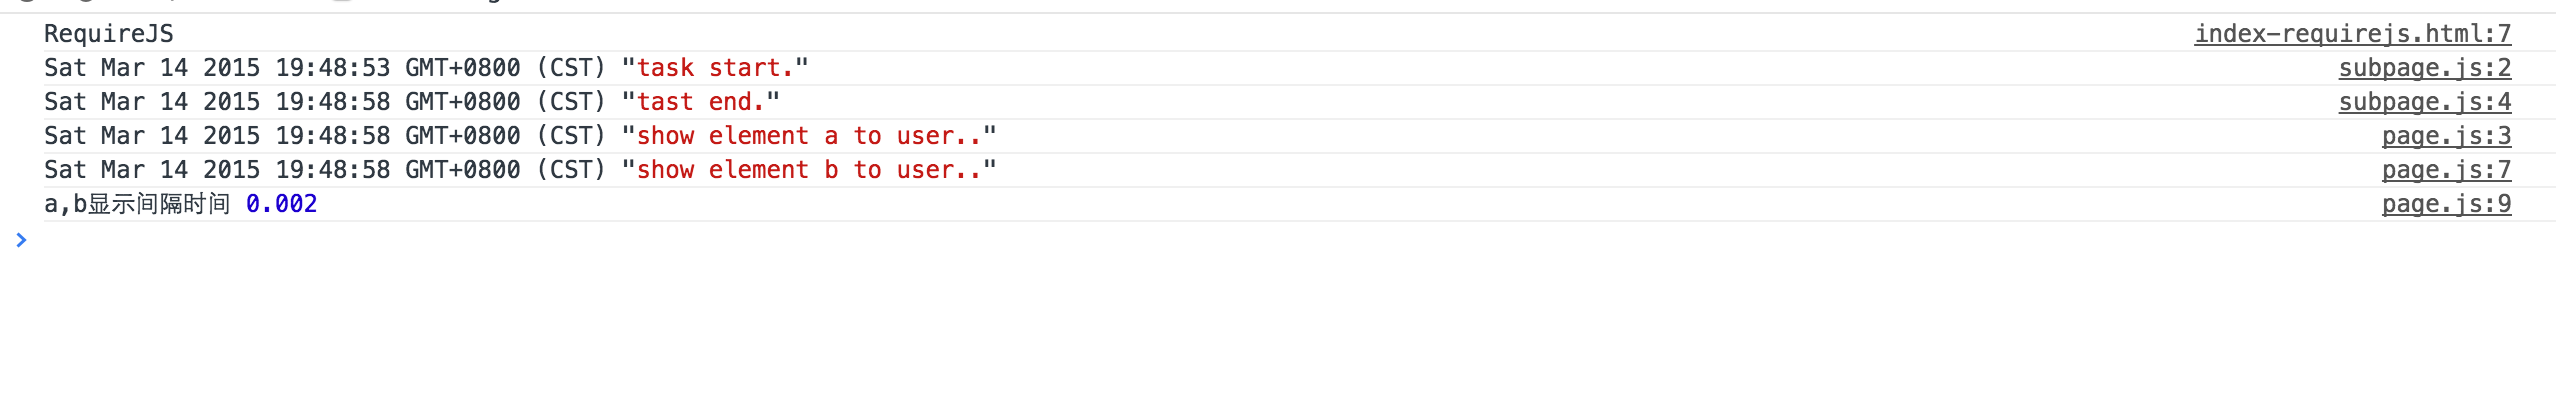 RequireJS index-requirejs.html:7
Sat Mar 14 2015 19:48:53 GMT+0800 (CST) "task start." subpage.js:2
Sat Mar 14 2015 19:48:58 GMT+0800 (CST) "tast end." subpage.js:4
Sat Mar 14 2015 19:48:58 GMT+0800 (CST) "show element a to user.." page.js:3
Sat Mar 14 2015 19:48:58 GMT+0800 (CST) "show element b to user.." page.js:7
a,b显示间隔时间 0.002 page.js:9